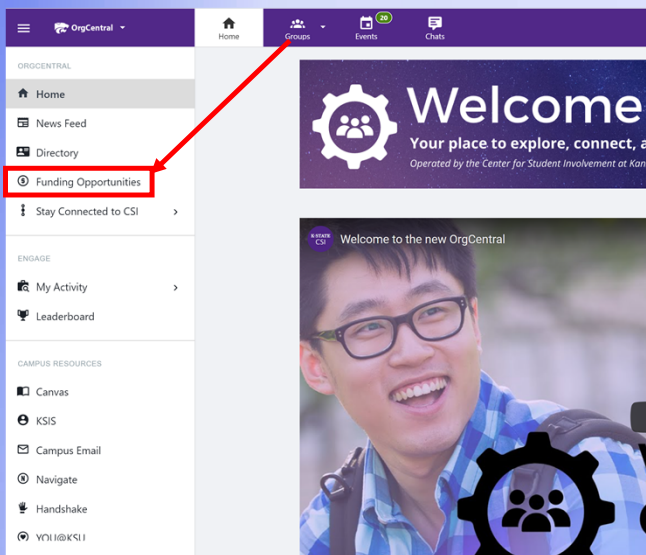 OrgCentral
Home
Groups
20
Events
Chats
ORGCENTRAL
Home
News Feed
Directory
Funding Opportunities
Stay Connected to CSI
ENGAGE
My Activity
Leaderboard
CAMPUS RESOURCES
Canvas
KSIS
Campus Email
Navigate
Handshake
YOU@KSU
Welcome
Your place to explore, connect, a
Operated by the Center for Student Involvement at Kan
K-STATE
CSI
Welcome to the new OrgCentral